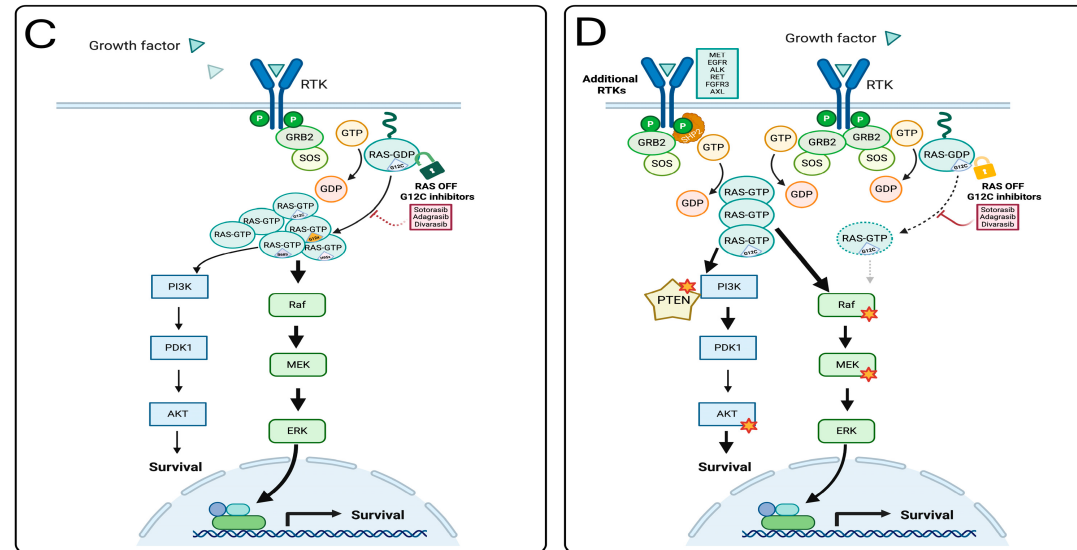 C
Growth factor
RTK
P
P
GRB2
SOS
GTP
GDP
RAS-GDP
G12C
RAS OFF
G12C inhibitors
Sotorasib
Adagrasib
Divarasib
RAS-GTP
G12C
RAS-GTP
RAS-GTP
RAS-GTP
RAS-GTP
RAS-GTP
PI3K
PDK1
AKT
Survival
Raf
MEK
ERK
Survival
D
Growth factor
Additional
RTKs
MET
EGFR
ALK
RET
FGFR3
AXL
RTK
P
P
GRB2
SOS
GTP
GDP
P
P
GRB2
GRB2
SOS
SOS
GTP
GDP
GTP
GDP
RAS-GDP
G12C
RAS OFF
G12C inhibitors
Sotorasib
Adagrasib
Divarasib
RAS-GTP
RAS-GTP
RAS-GTP
G12C
RAS-GTP
G12C
PTEN
PI3K
PDK1
AKT
Survival
Raf
MEK
ERK
Survival